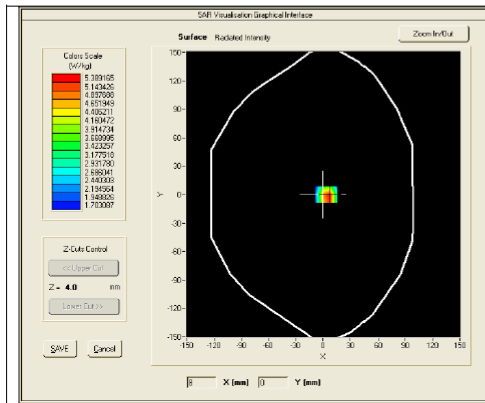 SAR Visualisation Graphical Interface
Surface Radiated Intensity
Zoom In/Out
Colors Scale
(W/kg)
5.389165
5.143426
4.897688
4.651949
4.406211
4.160472
3.914734
3.668995
3.423257
3.177518
2.931780
2.686041
2.440303
2.194564
1.948826
1.703087
150
120
90
60
30
0
-30
-60
-90
-120
-150
Y
-150 -120 -90 -60 -30 0 30 60 90 120 150
X
Z-Cuts Control
<< Upper Cut
Z = 4.0 mm
Lower Cut >>
SAVE Cancel
8 X (mm) 0 Y (mm)